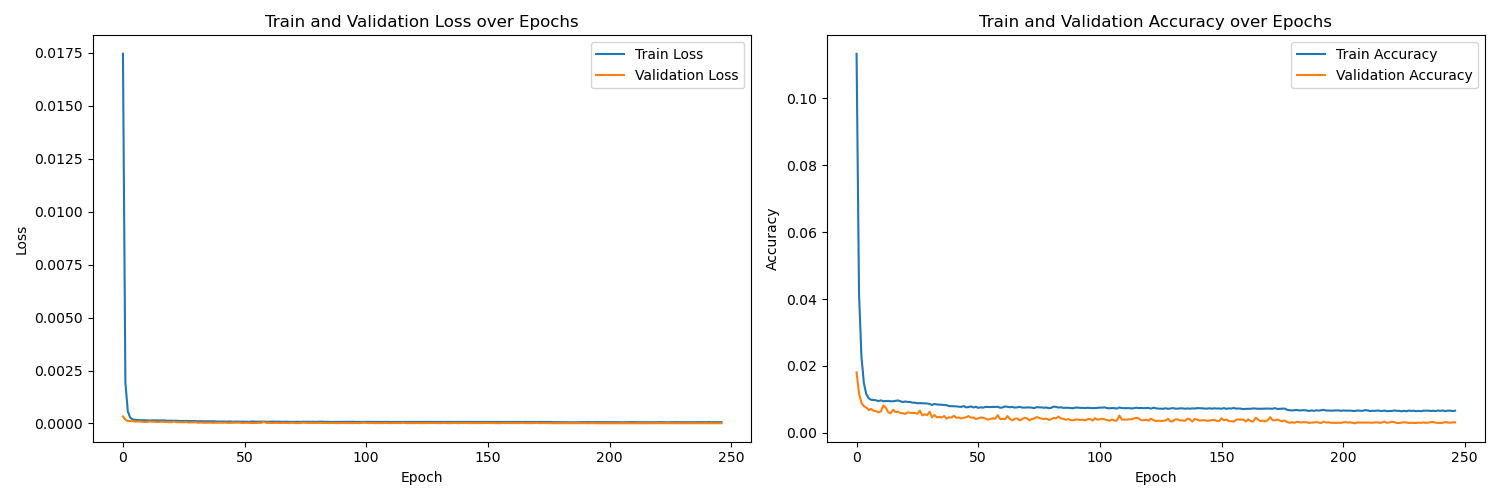 Train and Validation Loss over Epochs
0.0175
0.0150
0.0125
0.0100
0.0075
0.0050
0.0025
0.0000
Loss
0 50 100 150 200 250
Epoch
Train Loss
Validation Loss
Train and Validation Accuracy over Epochs
0.10
0.08
0.06
0.04
0.02
0.00
Accuracy
0 50 100 150 200 250
Epoch
Train Accuracy
Validation Accuracy